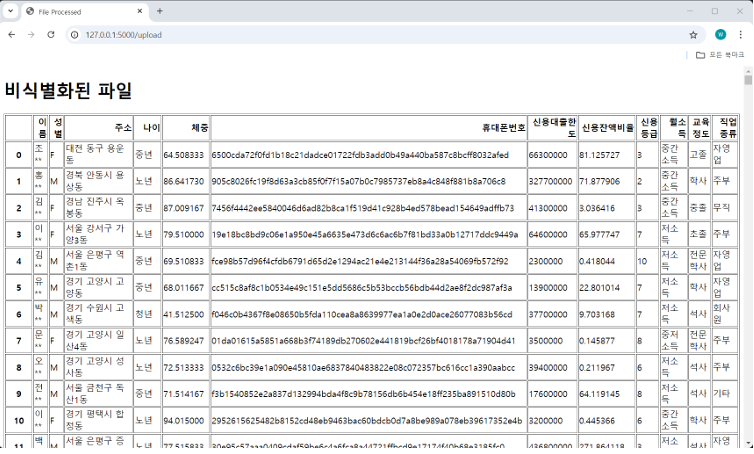 File Processed
127.0.0.1:5000/upload
모든 북마크
비식별화된 파일
이름 성별 주소 나이 체중 휴대폰번호 신용대출한도 신용잔액비율 신용등급 월소득 교육정도 직업종류
0 조** F 대전 동구 용운동 중년 64.508333 6500cda72f0fd1b18c21dadce01722fdb3add0b49a440ba587c8bcff8032afed 66300000 81.125727 3 중간소득 고졸 자영업
1 홍** M 경북 안동시 용상동 노년 86.641730 905c8026fc19f8d63a3cb85f0f7f15a07b0c7985737eb8a4c848f881b8a706c8 327700000 71.877906 2 중간소득 학사 주부
2 김** F 경남 진주시 옥봉동 중년 87.009167 7456f4442ee5840046d6ad82b8ca1f519d41c928b4ed578bead154649adffb73 41300000 3.036416 3 중간소득 중졸 무직
3 이** F 서울 강서구 가양3동 노년 79.510000 19e18bc8bd9c06e1a950e45a6635e473d6c6ac6b7f81bd33a0b12717ddc9449a 64600000 65.977747 7 저소득 초졸 주부
4 김** M 서울 은평구 역촌1동 노년 69.510833 fce98b57d96f4cfdb6791d65d2e1294ac21e4e213144f36a28a54069fb572f92 2300000 0.418044 10 저소득 전문학사 자영업
5 유** M 경기 고양시 고양동 중년 68.011667 cc515c8af8c1b0534e49c151e5dd5686c5b53bccb56bdb44d2ae8f2dc987af3a 13900000 22.801014 7 저소득 학사 자영업
6 박** M 경기 수원시 고색동 청년 41.512500 f046c0b4367f8e08650b5fda110cea8a8639977ea1a0e2d0ace26077083b56cd 37700000 9.703168 7 저소득 석사 회사원
7 문** F 경기 고양시 일산4동 노년 76.589247 01da01615a5851a668b3f74189db270602e441819bcf26bf4018178a71904d41 3500000 0.145877 8 중저소득 전문학사 주부
8 오** M 경기 고양시 성사동 노년 72.513333 0532c6bc39e1a090e45810ae6837840483822e08c072357bc616cc1a390aabcc 39400000 0.211967 6 저소득 석사 주부
9 전** M 서울 금천구 독산1동 중년 71.514167 f3b1540852e2a837d132994bda4f8c9b78156db6b454e18ff235ba891510d80b 17600000 64.119145 8 저소득 석사 기타
10 이** F 경기 평택시 합정동 노년 94.015000 2952615625482b8152cd48eb9463bac60bdcb0d7a8be989a078eb39617352e4b 3200000 0.445366 6 중간소득 학사 주부
11 백 M 서울 은평구 증 노년 77.515833 436800000 271.864118 3 저소 석사 자영